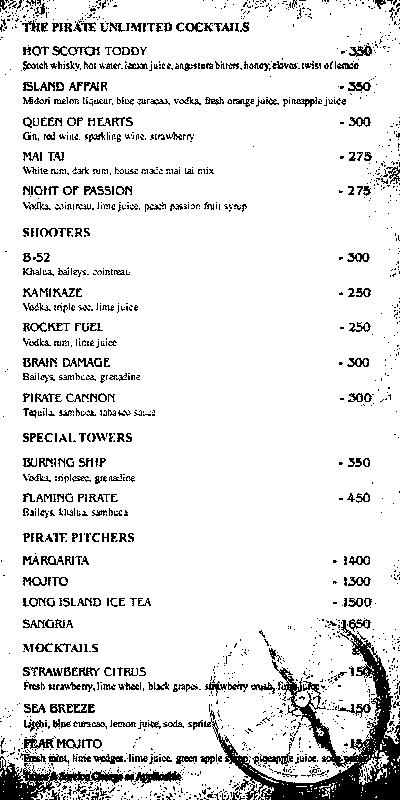 THE PIRATE UNLIMITED COCKTAILS
HOT SCOTCH TODDY - 350
Scotch whisky, hot water, lemon juice, angustura bitters, honey, cloves, twist of lemon
ISLAND AFFAIR - 350
Midori melon liqueur, blue curacao, vodka, fresh orange juice, pineapple juice
QUEEN OF HEARTS - 300
Gin, red wine, sparkling wine, strawberry
MAI TAI - 275
White rum, dark rum, house made mai tai mix
NIGHT OF PASSION - 275
Vodka, cointreau, lime juice, peach passion fruit syrup
SHOOTERS
B-52 - 300
Khalua, baileys, cointreau
KAMIKAZE - 250
Vodka, triple sec, lime juice
ROCKET FUEL - 250
Vodka, rum, lime juice
BRAIN DAMAGE - 300
Baileys, sambuca, grenadine
PIRATE CANNON - 300
Tequila, sambuca, tabasco sauce
SPECIAL TOWERS
BURNING SHIP - 350
Vodka, triplesec, grenadine
FLAMING PIRATE - 450
Baileys, khalua, sambuca
PIRATE PITCHERS
MARGARITA - 1400
MOJITO - 1300
LONG ISLAND ICE TEA - 1500
SANGRIA - 1650
MOCKTAILS
STRAWBERRY CITRUS - 150
Fresh strawberry, lime wheel, black grapes, strawberry crush, lime juice
SEA BREEZE - 150
Litchi, blue curacao, lemon juice, soda, sprite
PEAR MOJITO - 150
Fresh mint, lime wedges, lime juice, green apple syrup, pineapple juice, soda
Taxes & Service Charge as Applicable